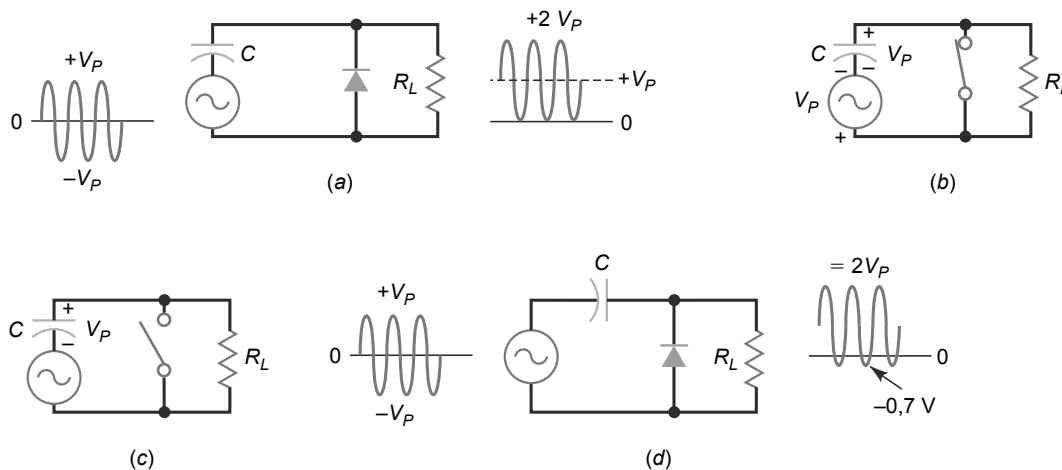 +V_P
0
–V_P
C
R_L
+2 V_P
+V_P
0
(a)
+
C
V_P
– –
V_P
+
R_L
(b)
+
C
V_P
–
R_L
(c)
+V_P
0
–V_P
C
R_L
= 2V_P
0
–0,7 V
(d)